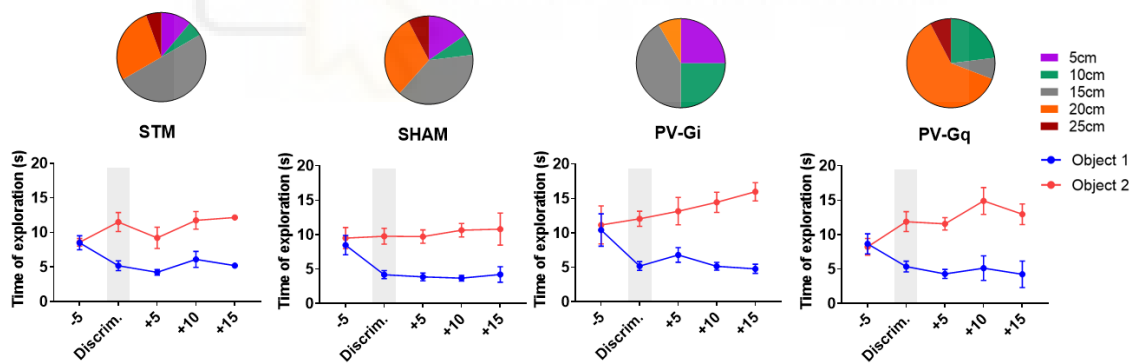 5cm
10cm
15cm
20cm
25cm
STM
SHAM
PV-Gi
PV-Gq
Object 1
Object 2
Time of exploration (s)
20
15
10
5
0
-5
Discrim.
+5
+10
+15
Time of exploration (s)
20
15
10
5
0
-5
Discrim.
+5
+10
+15
Time of exploration (s)
20
15
10
5
0
-5
Discrim.
+5
+10
+15
Time of exploration (s)
20
15
10
5
0
-5
Discrim.
+5
+10
+15